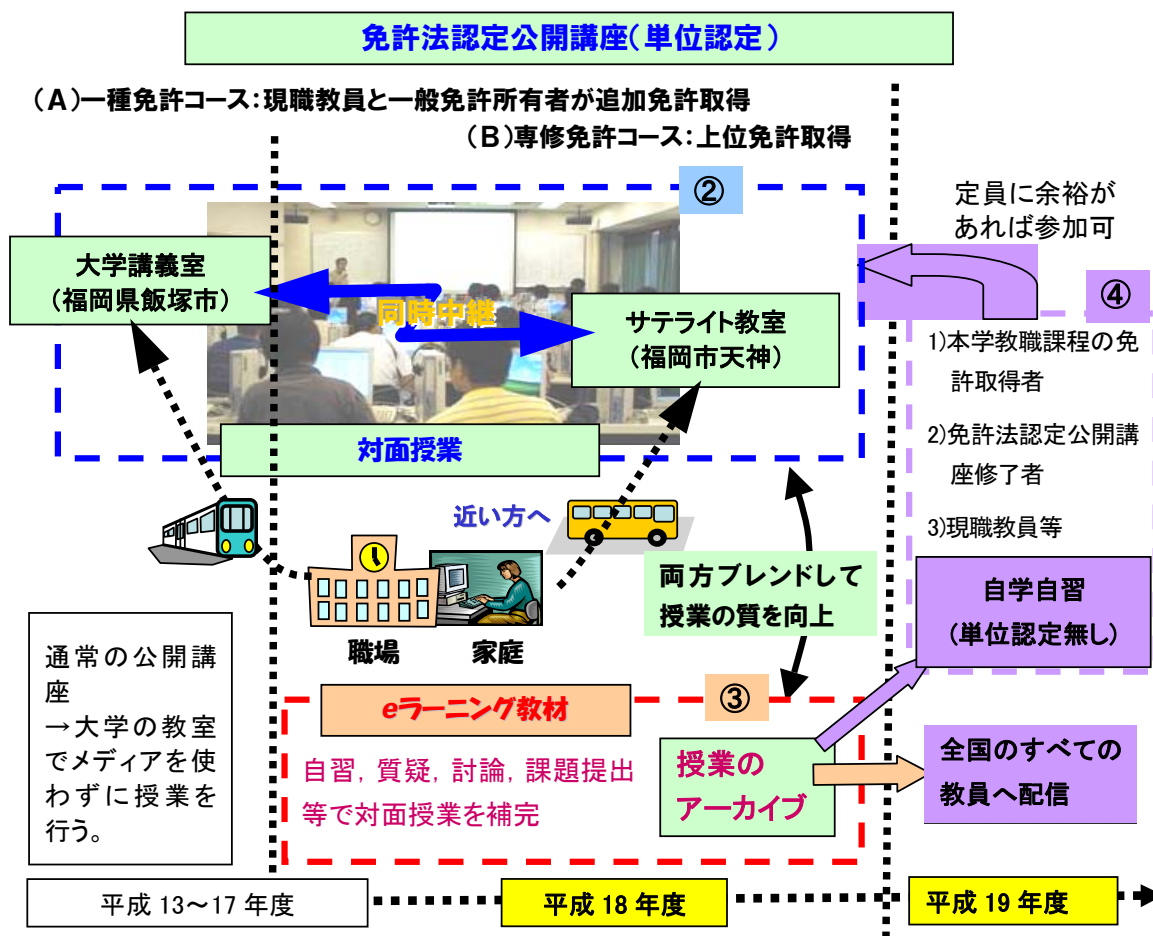 免許法認定公開講座（単位認定）
（A）一種免許コース：現職教員と一般免許所有者が追加免許取得
（B）専修免許コース：上位免許取得
②
定員に余裕が
あれば参加可
大学講義室
（福岡県飯塚市）
同時中継
サテライト教室
（福岡市天神）
対面授業
④
1)本学教職課程の免
許取得者
2)免許法認定公開講
座修了者
3)現職教員等
自学自習
（単位認定無し）
近い方へ
職場
家庭
両方ブレンドして
授業の質を向上
通常の公開講
座
→大学の教室
でメディアを使
わずに授業を
行う。
eラーニング教材
③
自習，質疑，討論，課題提出
等で対面授業を補完
授業の
アーカイブ
全国のすべての
教員へ配信
平成 13～17 年度
平成 18 年度
平成 19 年度